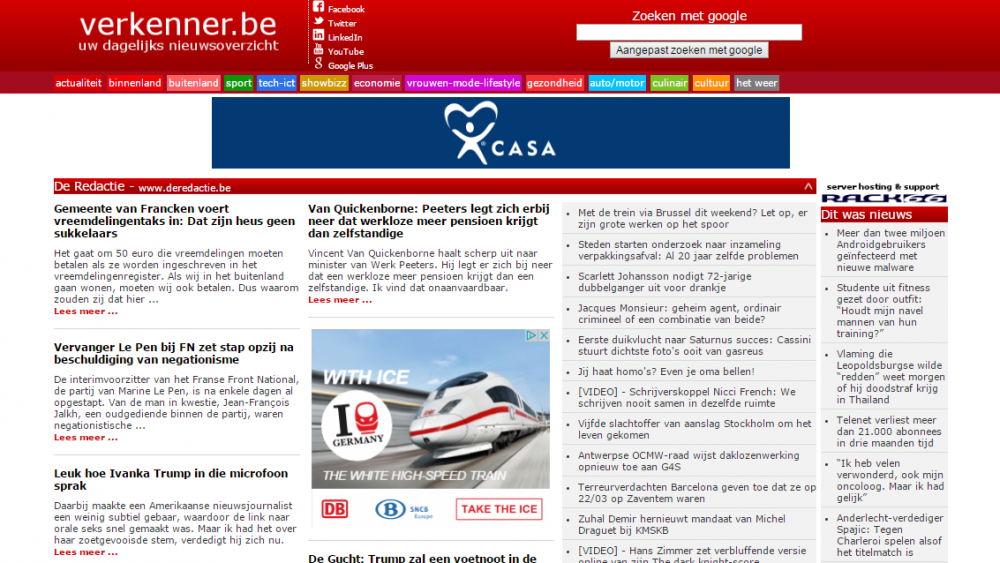 verkenner.be
uw dagelijks nieuwsoverzicht
Facebook
Twitter
LinkedIn
YouTube
Google Plus
Zoeken met google
Aangepast zoeken met google
actualiteit binnenland buitenland sport tech-ict showbizz economie vrouwen-mode-lifestyle gezondheid auto/motor culinair cultuur het weer
CASA
De Redactie - www.deredactie.be
Gemeente van Francken voert
vreemdelingentaks in: Dat zijn heus geen
sukkelaars
Het gaat om 50 euro die vreemdelingen moeten
betalen als ze worden ingeschreven in het
vreemdelingenregister. Als wij in het buitenland
gaan wonen, moeten wij ook betalen. Dus waarom
zouden zij dat hier ...
Lees meer ...
Vervanger Le Pen bij FN zet stap opzij na
beschuldiging van negationisme
De interimvoorzitter van het Franse Front National,
de partij van Marine Le Pen, is na enkele dagen al
opgestapt. Van de man in kwestie, Jean-François
Jalkh, een oudgediende binnen de partij, waren
negationistische ...
Lees meer ...
Leuk hoe Ivanka Trump in die microfoon
sprak
Daarbij maakte een Amerikaanse nieuwsjournalist
een weinig subtiel gebaar, waardoor de link naar
orale seks snel gemaakt was. Maar ik had het over
haar zoetgevooisde stem, verdedigt hij zich nu.
Lees meer ...
Van Quickenborne: Peeters legt zich erbij
neer dat werkloze meer pensioen krijgt
dan zelfstandige
Vincent Van Quickenborne haalt scherp uit naar
minister van Werk Peeters. Hij legt er zich bij neer
dat een werkloze meer pensioen krijgt dan een
zelfstandige. Ik vind dat onaanvaardbaar.
Lees meer ...
WITH ICE
I
GERMANY
THE WHITE HIGH-SPEED TRAIN
DB
B
SNCB
Europe
TAKE THE ICE
De Gucht: Trump zal een voetnoot in de
Met de trein via Brussel dit weekend? Let op, er
zijn grote werken op het spoor
Steden starten onderzoek naar inzameling
verpakkingsafval: Al 20 jaar zelfde probleem
Scarlett Johansson nodigt 72-jarige
dubbelganger uit voor drankje
Jacques Monsieur: geheim agent, ordinair
crimineel of een combinatie van beide?
Eerste duikvlucht naar Saturnus succes: Cassini
stuurt dichtste foto's ooit van gasreus
Jij haat homo's? Even je oma bellen!
[VIDEO] - Schrijverskoppel Nicci French: We
schrijven nooit samen in dezelfde ruimte
Vijfde slachtoffer van aanslag Stockholm om het
leven gekomen
Antwerpse OCMW-raad wijst daklozenwerking
opnieuw toe aan G4S
Terreurverdachten Barcelona geven toe dat ze op
22/03 op Zaventem waren
Zuhal Demir hernieuwt mandaat van Michel
Draguet bij KMSKB
[VIDEO] - Hans Zimmer zet verbluffende versie
online van zijn The dark knight-score
server hosting & support
Dit was nieuws
Meer dan twee miljoen
Androidgebruikers
geïnfecteerd met
nieuwe malware
Studente uit fitness
gezet door outfit:
"Houdt mijn navel
mannen van hun
training?"
Vlaming die
Leopoldsburgse wilde
"redden" weet morgen
of hij doodstraf krijg
in Thailand
Telenet verliest meer
dan 21.000 abonnees
in drie maanden tijd
"Ik heb velen
verwonderd, ook mijn
oncoloog. Maar ik had
gelijk"
Anderlecht-verdediger
Spajic: Tegen
Charleroi spelen alsof
het titelmatch is